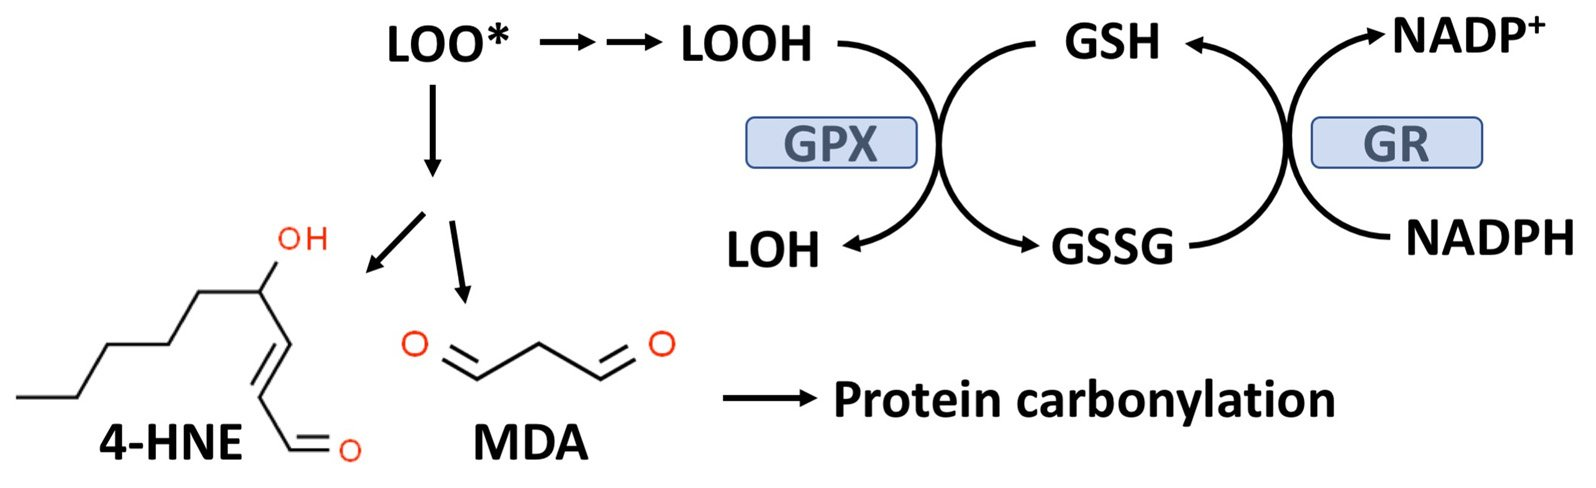 LOO* LOOH GSH NADP⁺
GPX GR
LOH GSSG NADPH
OH
O O
Protein carbonylation
4-HNE MDA
O